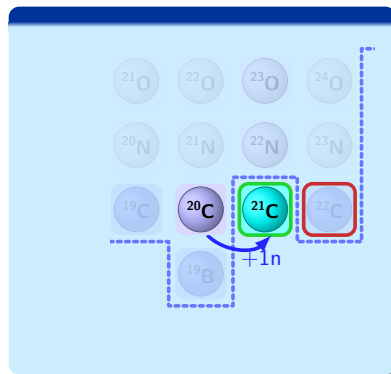 ²¹O ²²O ²³O ²⁴O
²⁰N ²¹N ²²N ²³N
¹⁹C ²⁰C ²¹C ²²C
+1n
¹⁹B